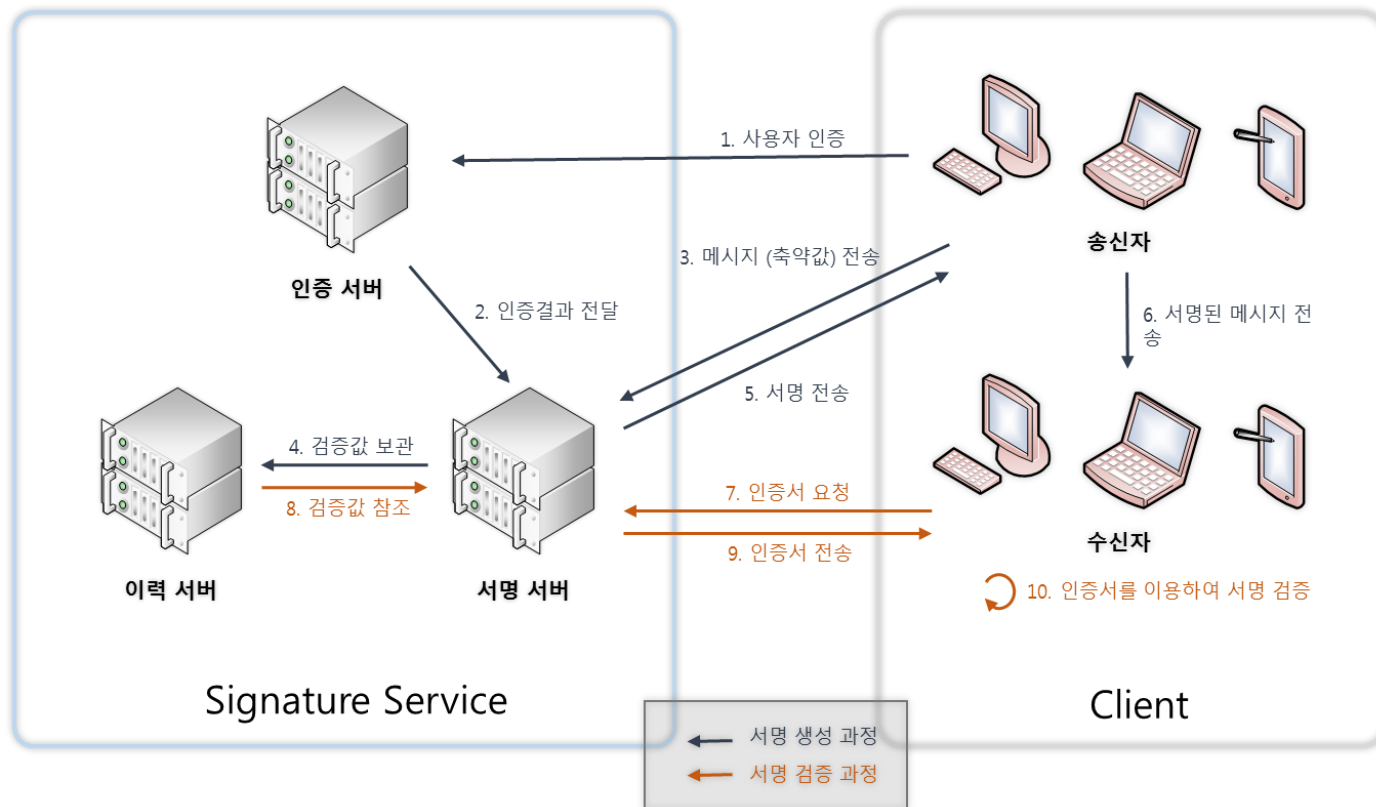 1. 사용자 인증
송신자
3. 메시지 (축약값) 전송
인증 서버
2. 인증결과 전달
6. 서명된 메시지 전
송
5. 서명 전송
4. 검증값 보관
8. 검증값 참조
7. 인증서 요청
9. 인증서 전송
수신자
이력 서버
서명 서버
10. 인증서를 이용하여 서명 검증
Signature Service
Client
서명 생성 과정
서명 검증 과정